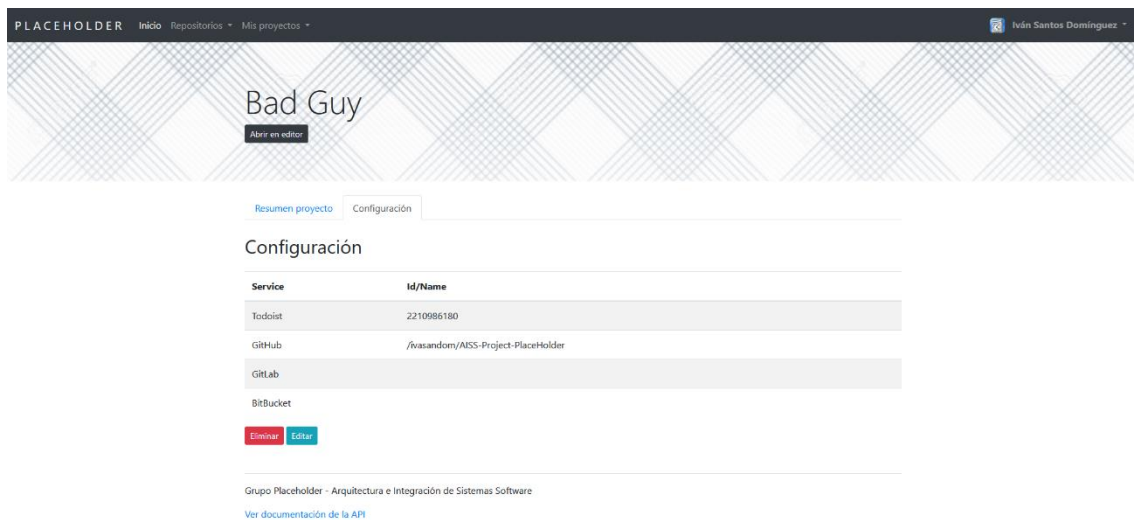 PLACEHOLDER Inicio Repositorios Mis proyectos Iván Santos Domínguez
Bad Guy
Abrir en editor
Resumen proyecto Configuración
Configuración
Service Id/Name
Todoist 2210986180
GitHub /ivasandom/AISS-Project-PlaceHolder
GitLab
BitBucket
Eliminar Editar
Grupo Placeholder - Arquitectura e Integración de Sistemas Software
Ver documentación de la API